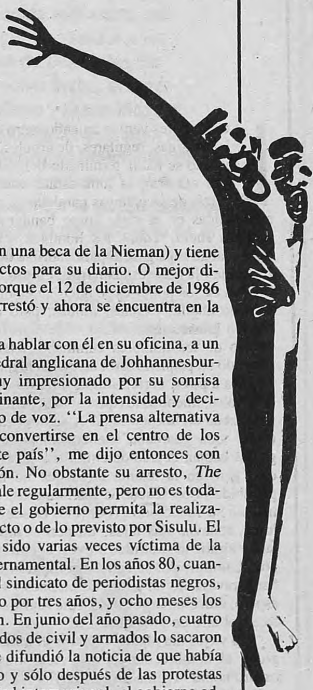 n una beca de la Nieman) y tiene
ctos para su diario. O mejor di-
orque el 12 de diciembre de 1986
rrestó y ahora se encuentra en la
a hablar con él en su oficina, a un
edral anglicana de Johhannesbur-
uy impresionado por su sonrisa
inante, por la intensidad y deci-
o de voz. ‘‘La prensa alternativa
convertirse en el centro de los
te país’’, me dijo entonces con
ón. No obstante su arresto, The
ale regularmente, pero no es toda-
e el gobierno permita la realiza-
cto o de lo previsto por Sisulu. El
sido varias veces víctima de la
ernamental. En los años 80, cuan-
l sindicato de periodistas negros,
o por tres años, y ocho meses los
n. En junio del año pasado, cuatro
dos de civil y armados lo sacaron
e difundió la noticia de que había
o y sólo después de las protestas